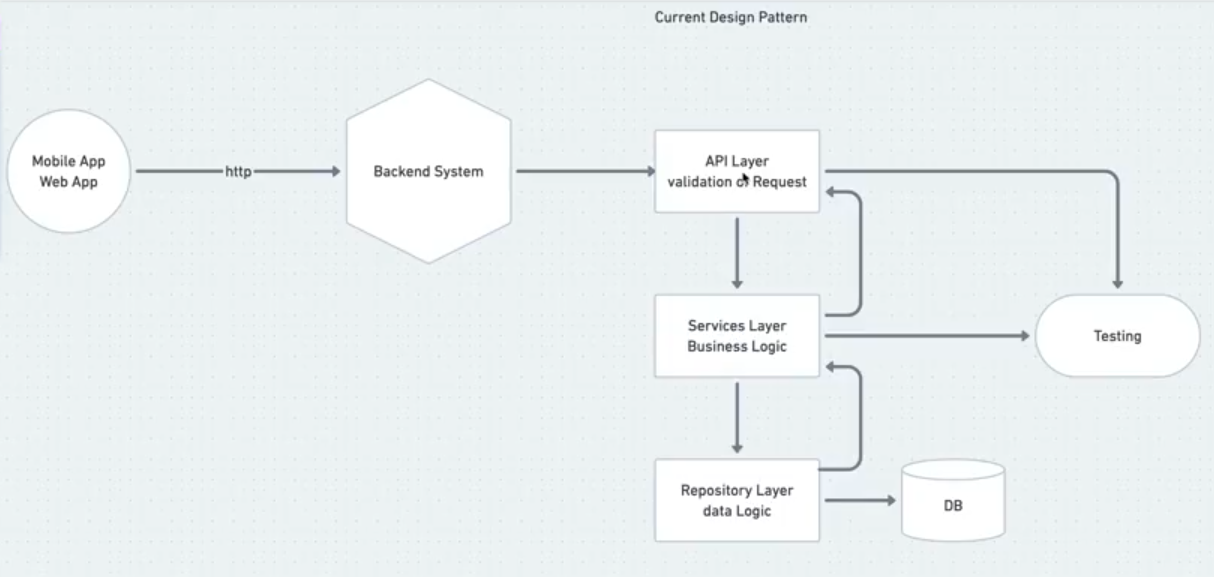 Current Design Pattern
Mobile App
Web App
http
Backend System
API Layer
validation of Request
Services Layer
Business Logic
Testing
Repository Layer
data Logic
DB